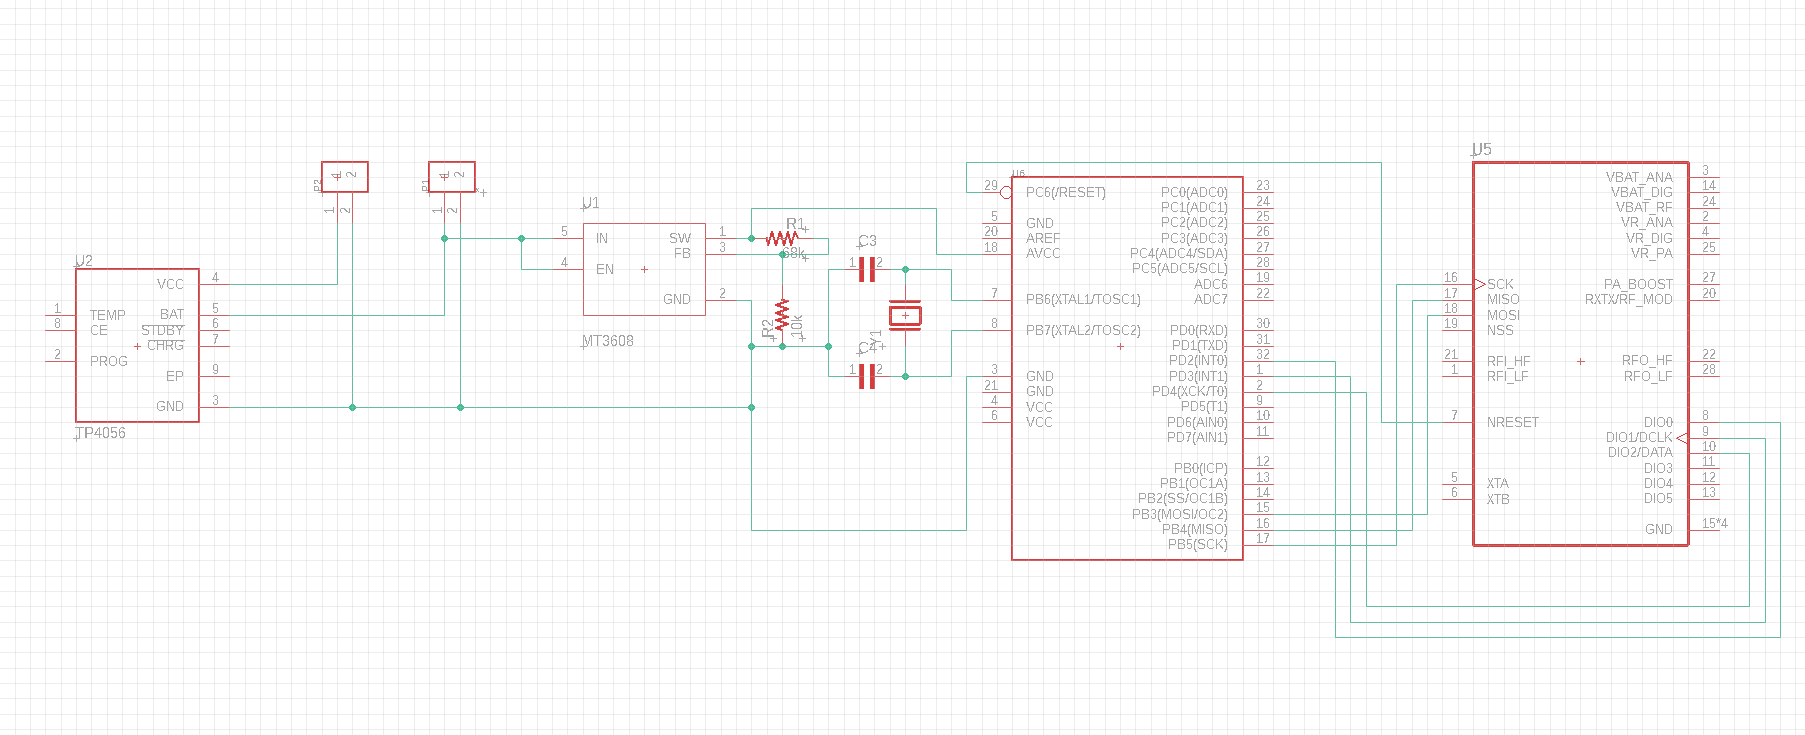 P2
1
2
1
2
P1
1
2
1
2
U2
TP4056
1
TEMP
8
CE
2
PROG
VCC
4
BAT
5
STDBY
6
CHRG
7
EP
9
GND
3
U1
MT3608
5
IN
4
EN
SW
1
FB
3
GND
2
R1
68k
R2
10k
C3
1
2
1
2
Y1
U6
29
PC6(/RESET)
5
GND
20
AREF
18
AVCC
7
PB6(XTAL1/TOSC1)
8
PB7(XTAL2/TOSC2)
3
GND
21
GND
4
VCC
6
VCC
PC0(ADC0)
23
PC1(ADC1)
24
PC2(ADC2)
25
PC3(ADC3)
26
PC4(ADC4/SDA)
27
PC5(ADC5/SCL)
28
ADC6
19
ADC7
22
PD0(RXD)
30
PD1(TXD)
31
PD2(INT0)
32
PD3(INT1)
1
PD4(XCK/T0)
2
PD5(T1)
9
PD6(AIN0)
10
PD7(AIN1)
11
PB0(ICP)
12
PB1(OC1A)
13
PB2(SS/OC1B)
14
PB3(MOSI/OC2)
15
PB4(MISO)
16
PB5(SCK)
17
U5
16
SCK
17
MISO
18
MOSI
19
NSS
21
RFI_HF
1
RFI_LF
7
NRESET
5
XTA
6
XTB
VBAT_ANA
3
VBAT_DIG
14
VBAT_RF
24
VR_ANA
2
VR_DIG
4
VR_PA
25
PA_BOOST
27
RXTX/RF_MOD
20
RFO_HF
22
RFO_LF
28
DIO0
8
DIO1/DCLK
9
DIO2/DATA
10
DIO3
11
DIO4
12
DIO5
13
GND
15*4